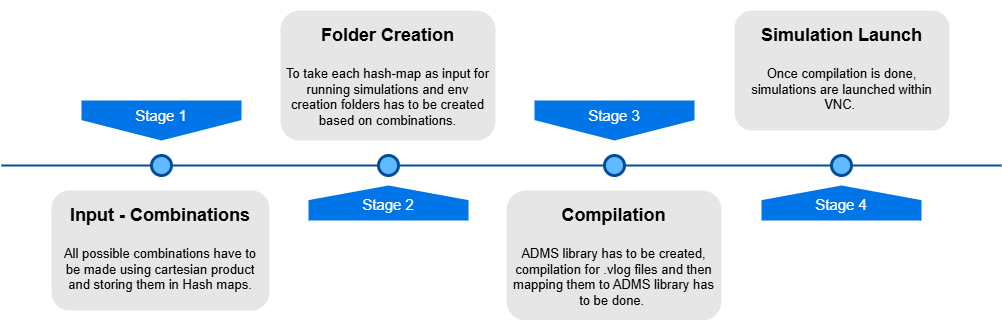 Stage 1
Input - Combinations
All possible combinations have to
be made using cartesian product
and storing them in Hash maps.
Folder Creation
To take each hash-map as input for
running simulations and env
creation folders has to be created
based on combinations.
Stage 2
Stage 3
Compilation
ADMS library has to be created,
compilation for .vlog files and then
mapping them to ADMS library has
to be done.
Simulation Launch
Once compilation is done,
simulations are launched within
VNC.
Stage 4